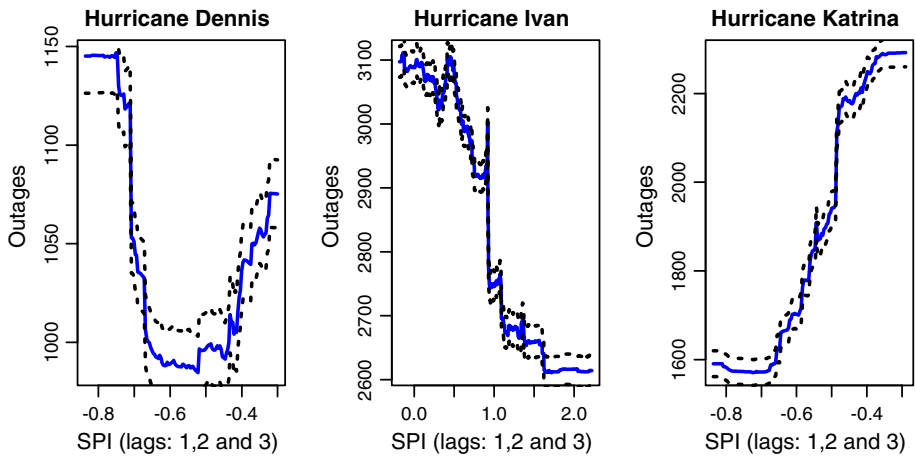 Hurricane Dennis
Outages
1150
1100
1050
1000
-0.8
-0.6
-0.4
SPI (lags: 1,2 and 3)
Hurricane Ivan
Outages
3100
3000
2900
2800
2700
2600
0.0
1.0
2.0
SPI (lags: 1,2 and 3)
Hurricane Katrina
Outages
2200
2000
1800
1600
-0.8
-0.6
-0.4
SPI (lags: 1,2 and 3)